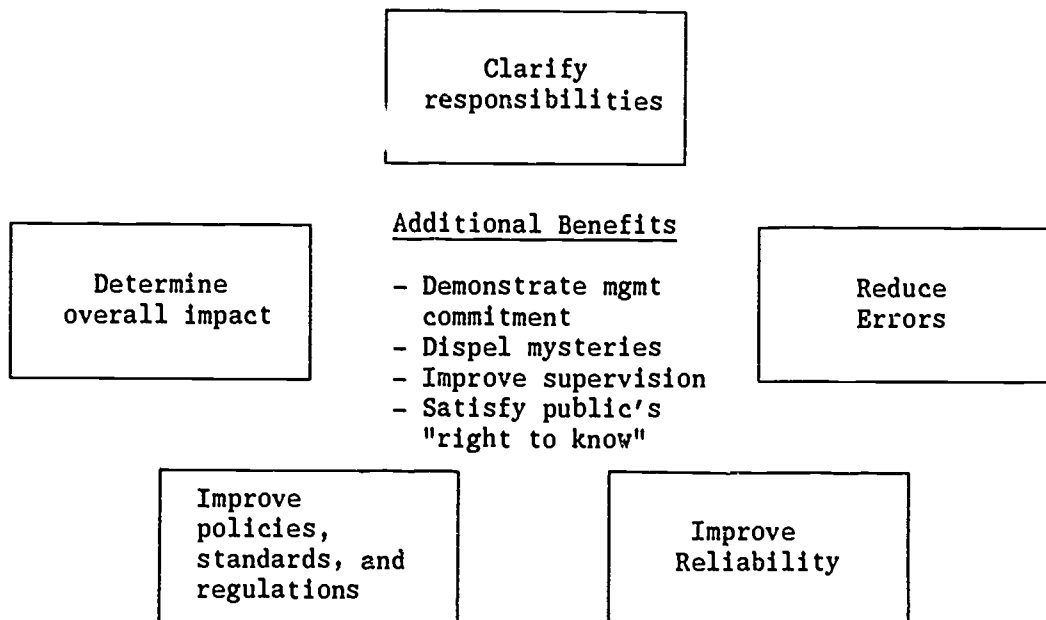 Clarify
responsibilities
Additional Benefits
- Demonstrate mgmt
commitment
- Dispel mysteries
- Improve supervision
- Satisfy public's
"right to know"
Determine
overall impact
Reduce
Errors
Improve
policies,
standards, and
regulations
Improve
Reliability